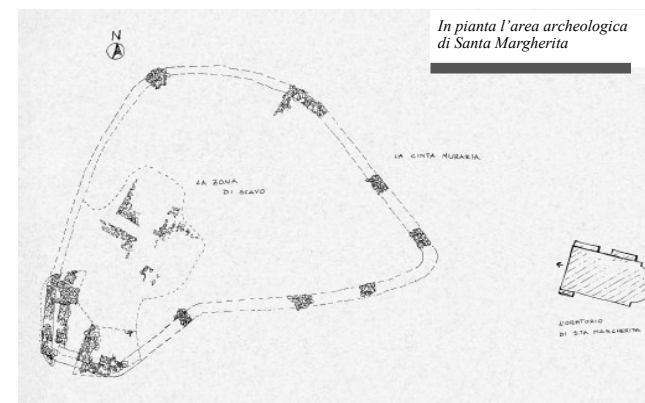 In pianta l’area archeologica
di Santa Margherita
N
LA CINTA MURARIA
LA ZONA
DI SCAVO
L'ORATORIO
DI STA MARGHERITA